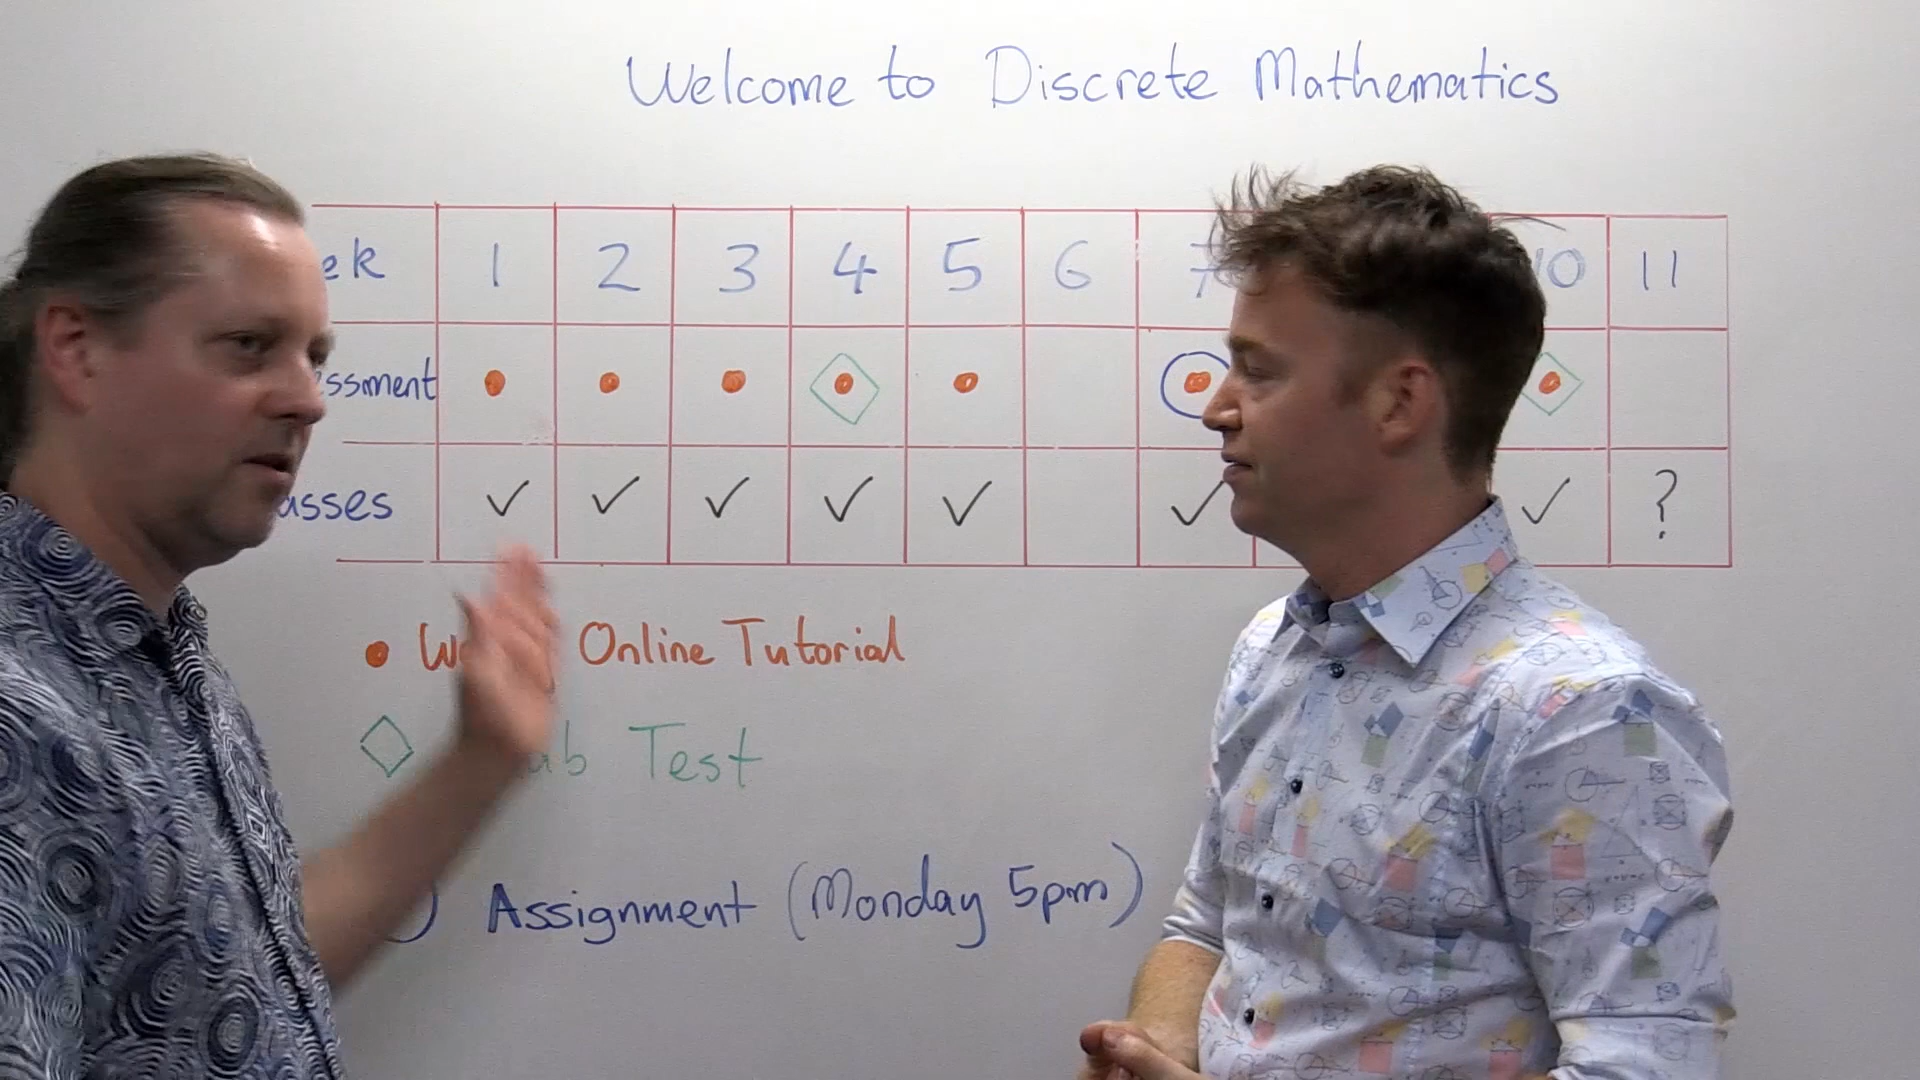 Welcome to Discrete Mathematics
ek 1 2 3 4 5 6 7 10 11
ssment
asses ✓ ✓ ✓ ✓ ✓ ✓ ✓ ?
Online Tutorial
Test
Assignment (Monday 5pm)